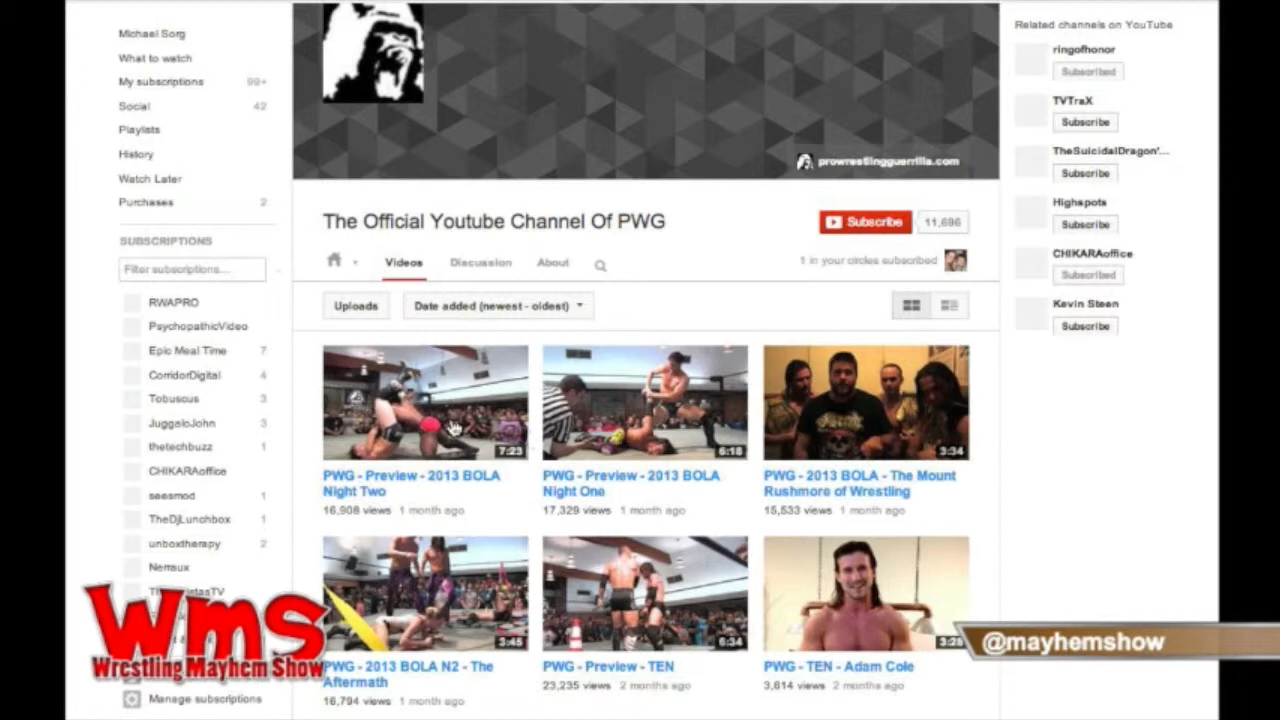 Michael Sorg
What to watch
My subscriptions 99+
Social 42
Playlists
History
Watch Later
Purchases 2
SUBSCRIPTIONS
Filter subscriptions...
RWAPRO
PsychopathicVideo
Epic Meal Time 7
CorridorDigital 4
Tobuscus 3
JuggaloJohn 3
thetechbuzz 1
CHIKARAoffice
seesmod 1
TheDjLunchbox 1
unboxtherapy 2
Nerraux
Manage subscriptions
prowrestlingguerrilla.com
The Official Youtube Channel Of PWG
Subscribe 11,696
Videos Discussion About
1 in your circles subscribed
Uploads Date added (newest - oldest)
7:23
6:18
3:34
PWG - Preview - 2013 BOLA
Night Two
16,908 views 1 month ago
PWG - Preview - 2013 BOLA
Night One
17,329 views 1 month ago
PWG - 2013 BOLA - The Mount
Rushmore of Wrestling
15,533 views 1 month ago
3:45
6:34
PWG - 2013 BOLA N2 - The
Aftermath
16,794 views 1 month ago
PWG - Preview - TEN
23,235 views 2 months ago
PWG - TEN - Adam Cole
3,614 views 2 months ago
Related channels on YouTube
ringofhonor
Subscribed
TVTraX
Subscribe
TheSuicidalDragon'...
Subscribe
Highspots
Subscribe
CHIKARAoffice
Subscribed
Kevin Steen
Subscribe
Wms
Wrestling Mayhem Show
@mayhemshow